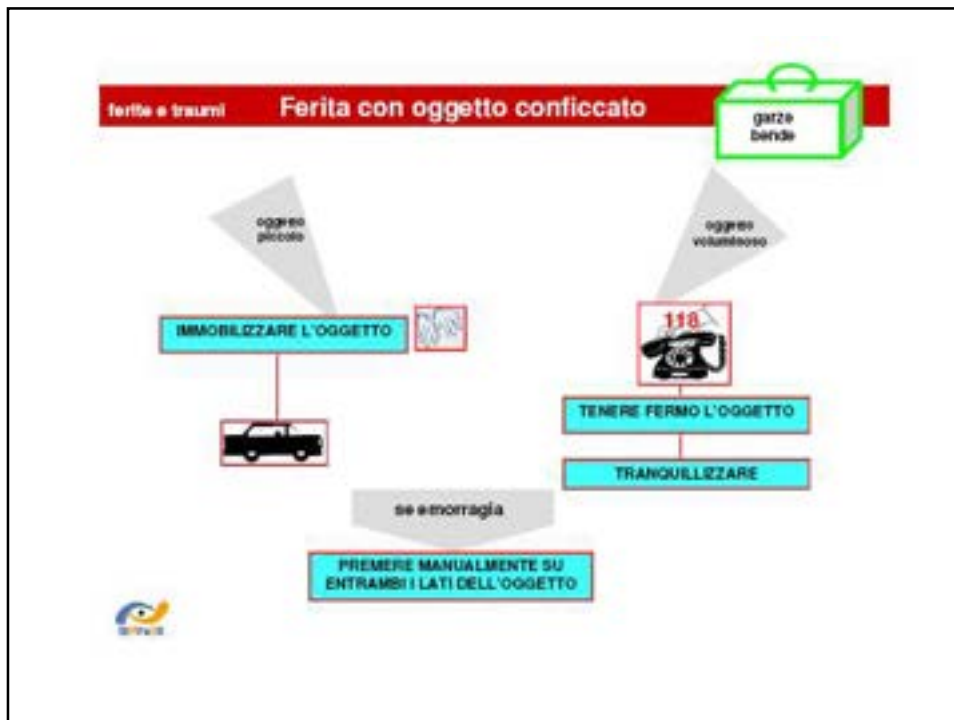 ferite e traumi
Ferita con oggetto conficcato
garze
bende
oggetto
piccolo
oggetto
voluminoso
IMMOBILIZZARE L'OGGETTO
118
TENERE FERMO L'OGGETTO
TRANQUILLIZZARE
se emorragia
PREMERE MANUALMENTE SU
ENTRAMBI I LATI DELL'OGGETTO